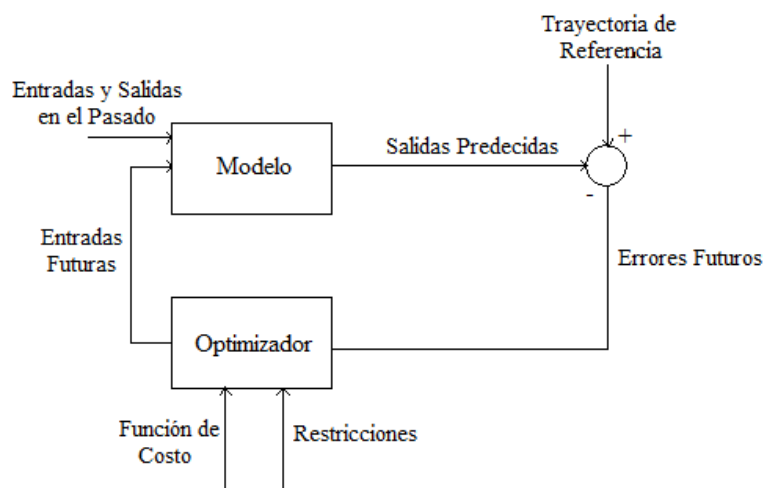 Trayectoria de
Referencia
Entradas y Salidas
en el Pasado
+
Modelo
Salidas Predecidas
-
Entradas
Futuras
Errores Futuros
Optimizador
Función de
Costo
Restricciones